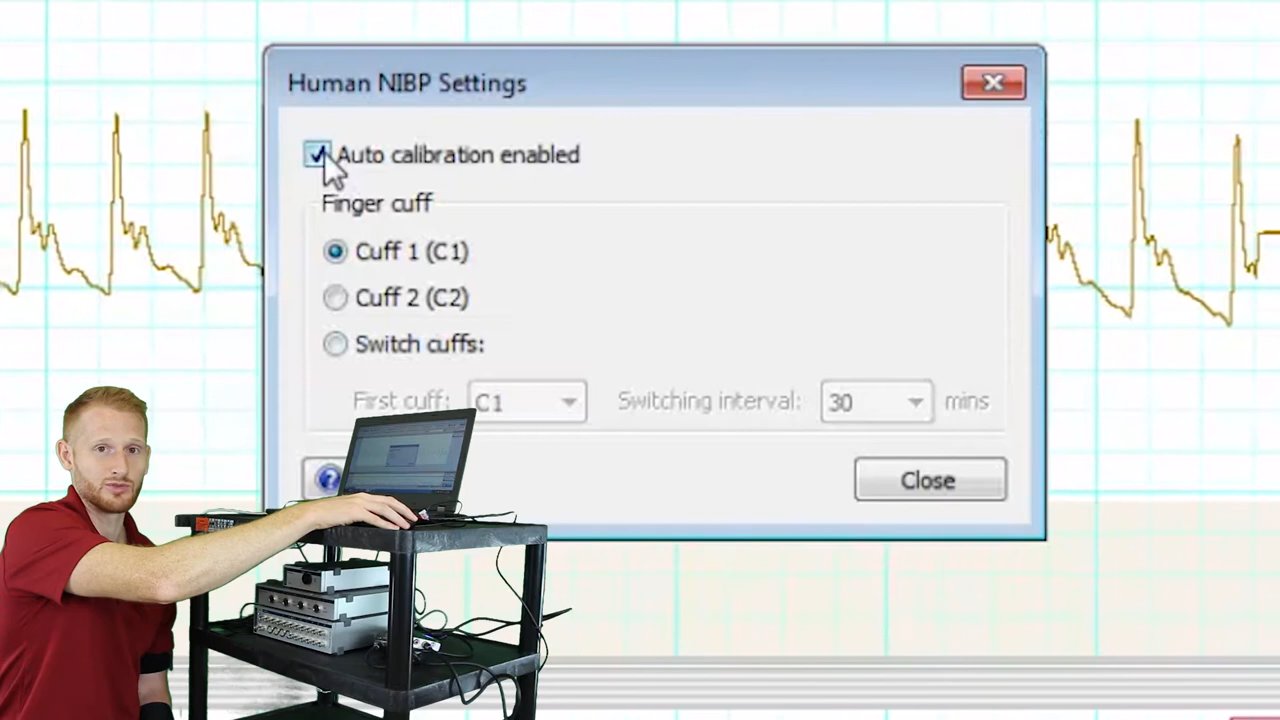 Human NIBP Settings
Auto calibration enabled
Finger cuff
Cuff 1 (C1)
Cuff 2 (C2)
Switch cuffs:
First cuff: C1 Switching interval: 30 mins
? Close